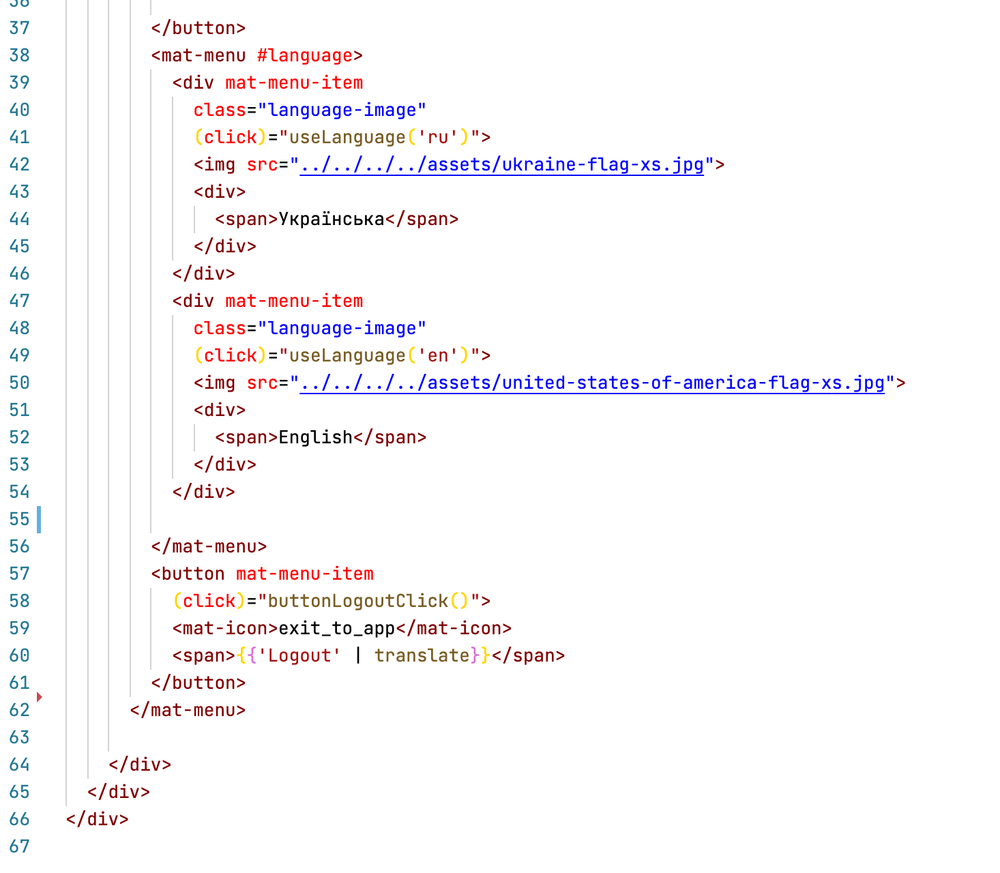 36
37 </button>
38 <mat-menu #language>
39 <div mat-menu-item
40 class="language-image"
41 (click)="useLanguage('ru')">
42 <img src="../../../../assets/ukraine-flag-xs.jpg">
43 <div>
44 <span>Українська</span>
45 </div>
46 </div>
47 <div mat-menu-item
48 class="language-image"
49 (click)="useLanguage('en')">
50 <img src="../../../../assets/united-states-of-america-flag-xs.jpg">
51 <div>
52 <span>English</span>
53 </div>
54 </div>
55
56 </mat-menu>
57 <button mat-menu-item
58 (click)="buttonLogoutClick()">
59 <mat-icon>exit_to_app</mat-icon>
60 <span>{{'Logout' | translate}}</span>
61 </button>
62 </mat-menu>
63
64 </div>
65 </div>
66 </div>
67